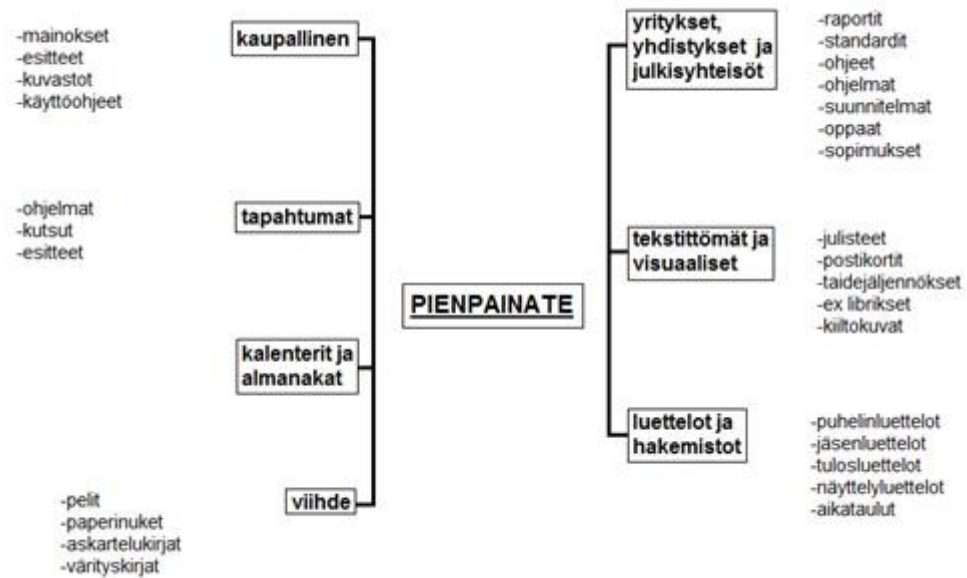 kaupallinen
-mainokset
-esitteet
-kuvastot
-käyttöohjeet
tapahtumat
-ohjelmat
-kutsut
-esitteet
kalenterit ja
almanakat
viihde
-pelit
-paperinuket
-askartelukirjat
-värityskirjat
PIENPAINATE
yritykset,
yhdistykset ja
julkisyhteisöt
-raportit
-standardit
-ohjeet
-ohjelmat
-suunnitelmat
-oppaat
-sopimukset
tekstittömät ja
visuaaliset
-julisteet
-postikortit
-taidejäljennökset
-ex librikset
-kiiltokuvat
luettelot ja
hakemistot
-puhelinluettelot
-jäsenluettelot
-tulosluettelot
-näyttelyluettelot
-aikataulut